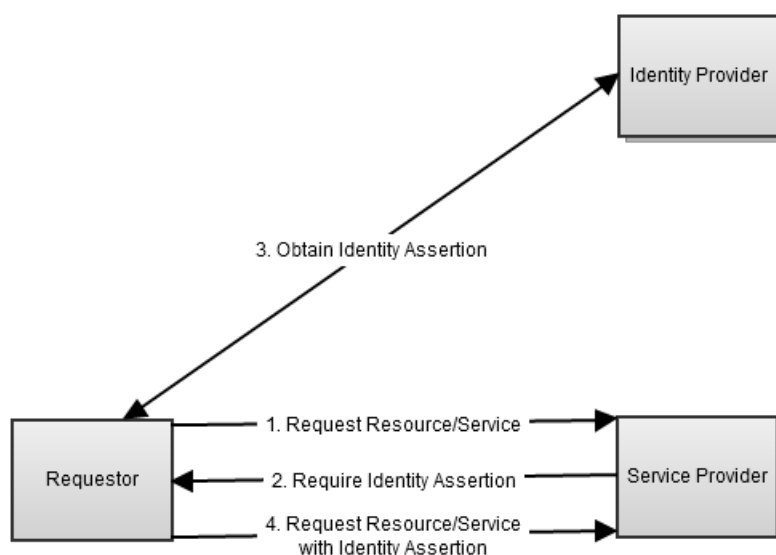 Identity Provider
3. Obtain Identity Assertion
1. Request Resource/Service
Requestor
2. Require Identity Assertion
Service Provider
4. Request Resource/Service
with Identity Assertion